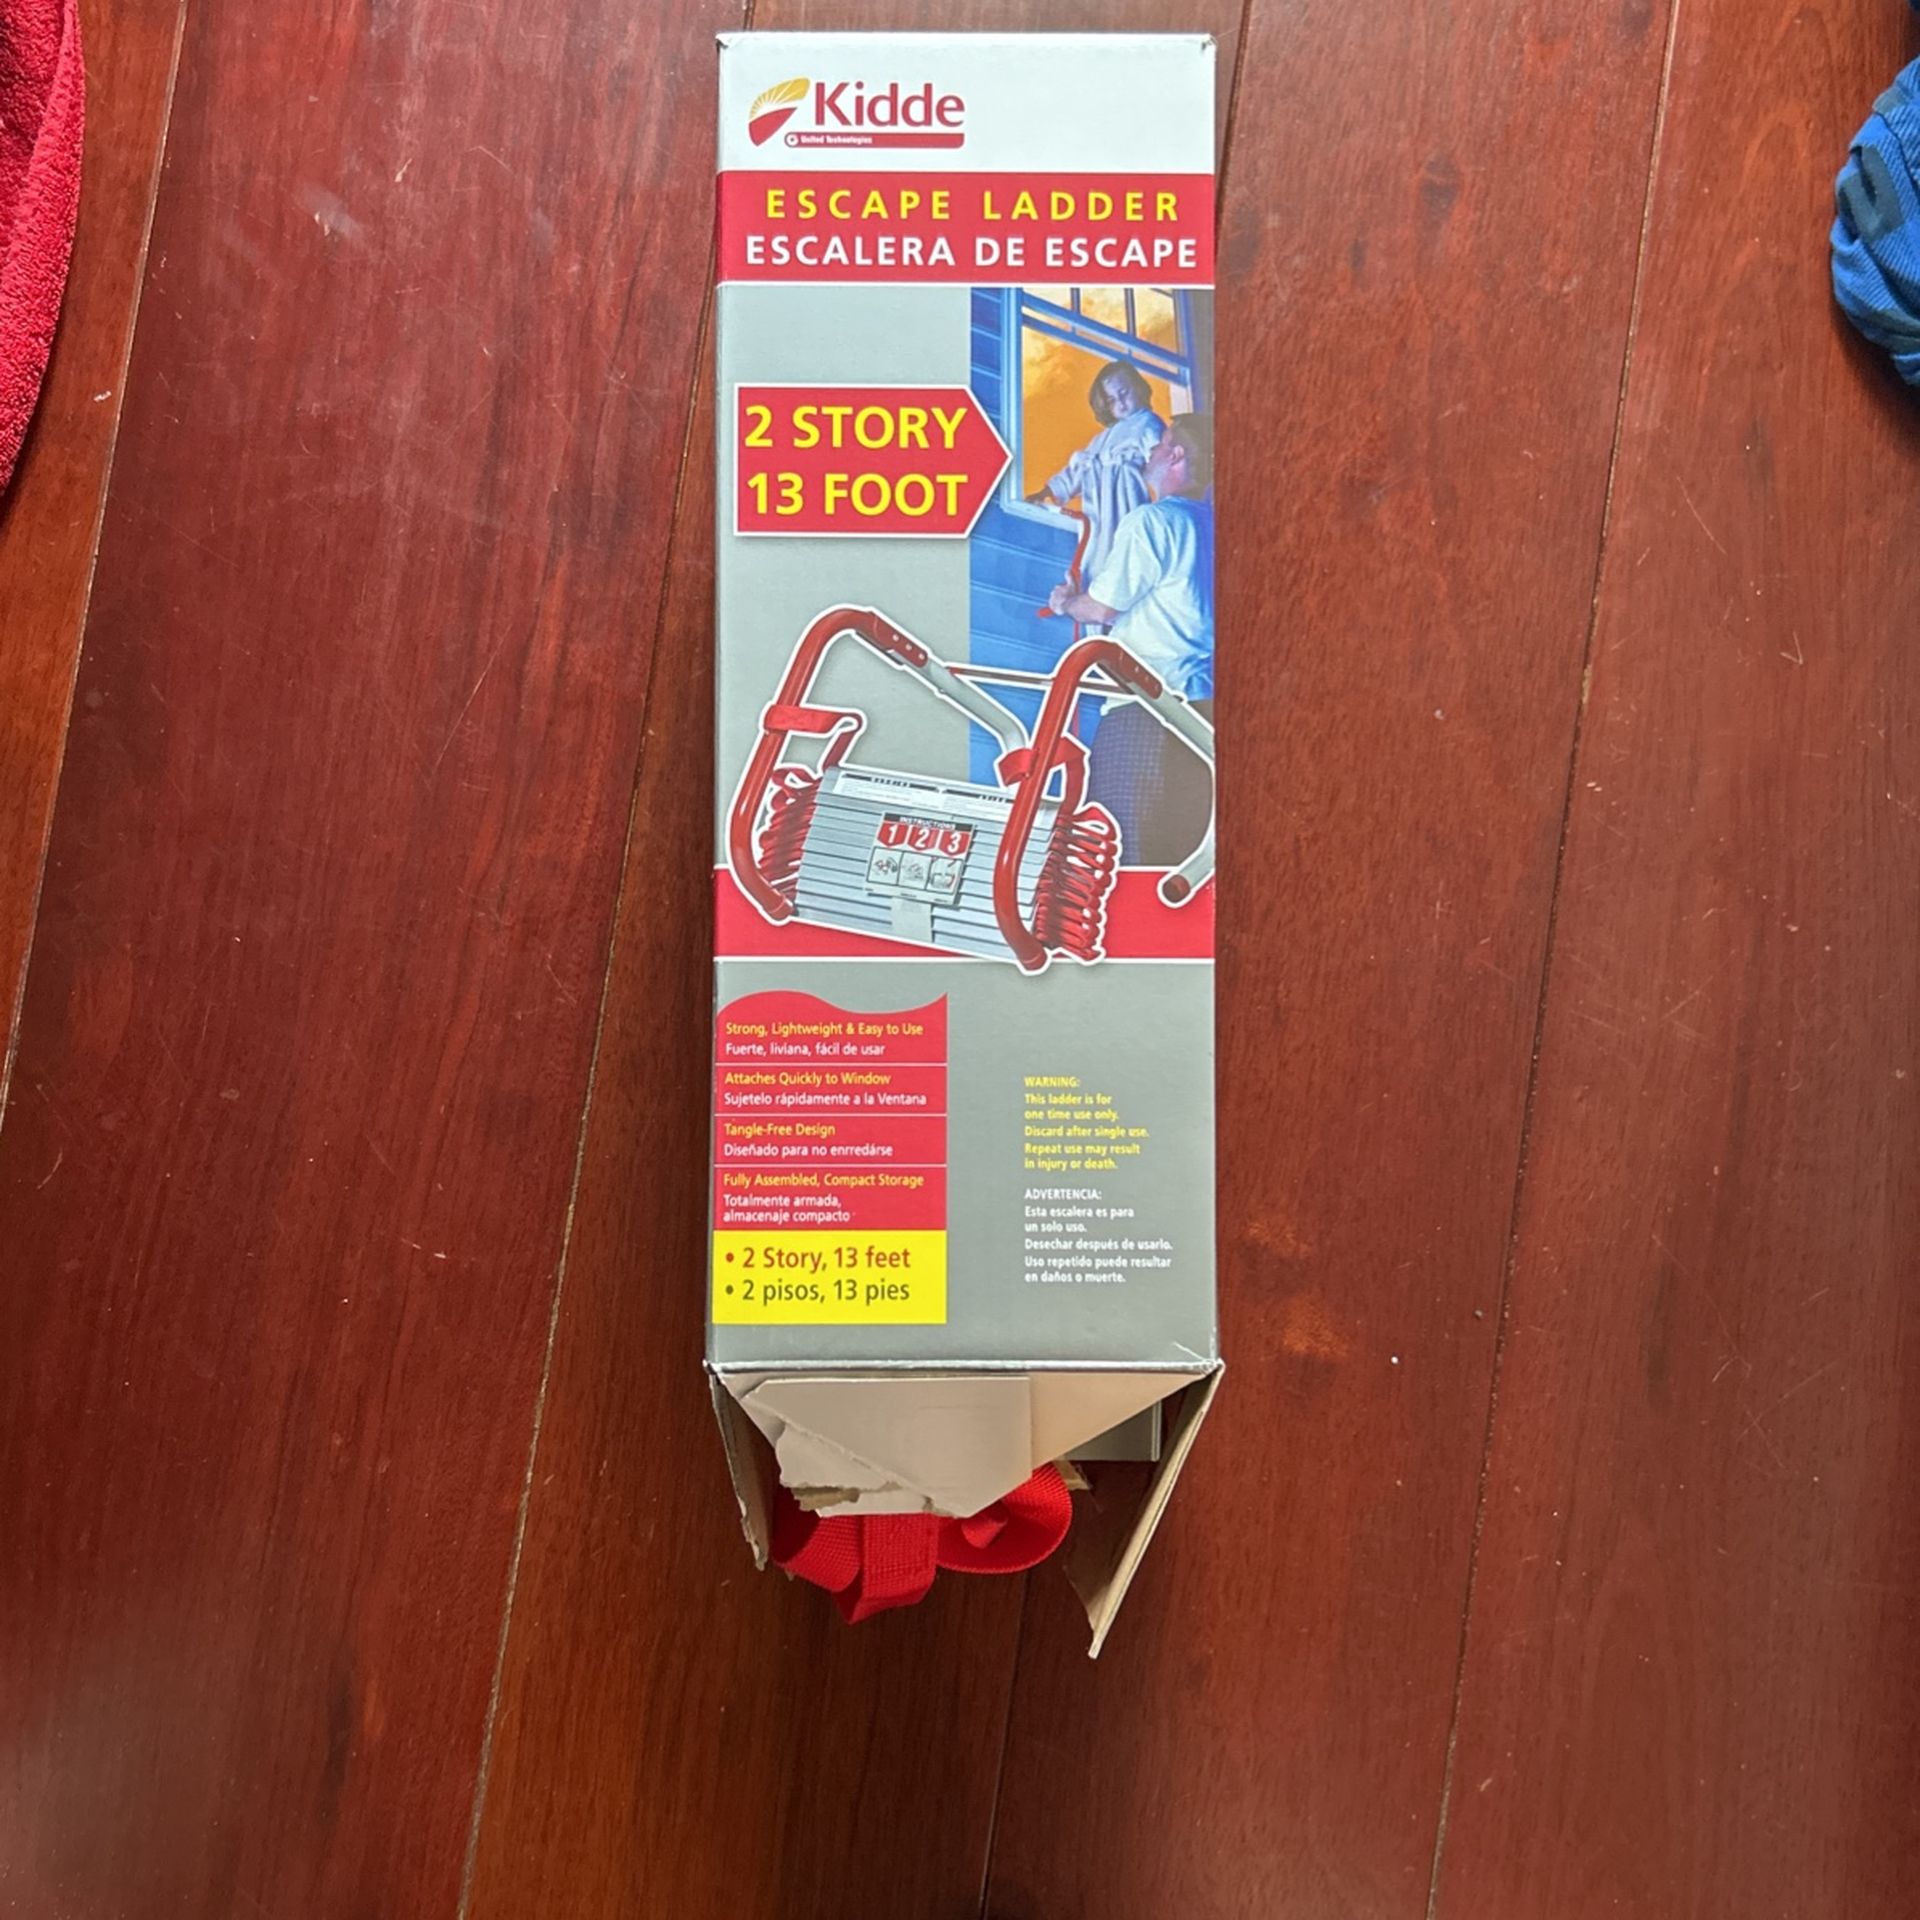 Kidde
United Technologies
ESCAPE LADDER
ESCALERA DE ESCAPE
2 STORY
13 FOOT
INSTRUCTIONS
1 2 3
Strong, Lightweight & Easy to Use
Fuerte, liviana, fácil de usar
Attaches Quickly to Window
Sujetelo rápidamente a la Ventana
Tangle-Free Design
Diseñado para no enrredárse
Fully Assembled, Compact Storage
Totalmente armada,
almacenaje compacto
• 2 Story, 13 feet
• 2 pisos, 13 pies
WARNING:
This ladder is for
one time use only.
Discard after single use.
Repeat use may result
in injury or death.
ADVERTENCIA:
Esta escalera es para
un solo uso.
Desechar después de usarlo.
Uso repetido puede resultar
en daños o muerte.